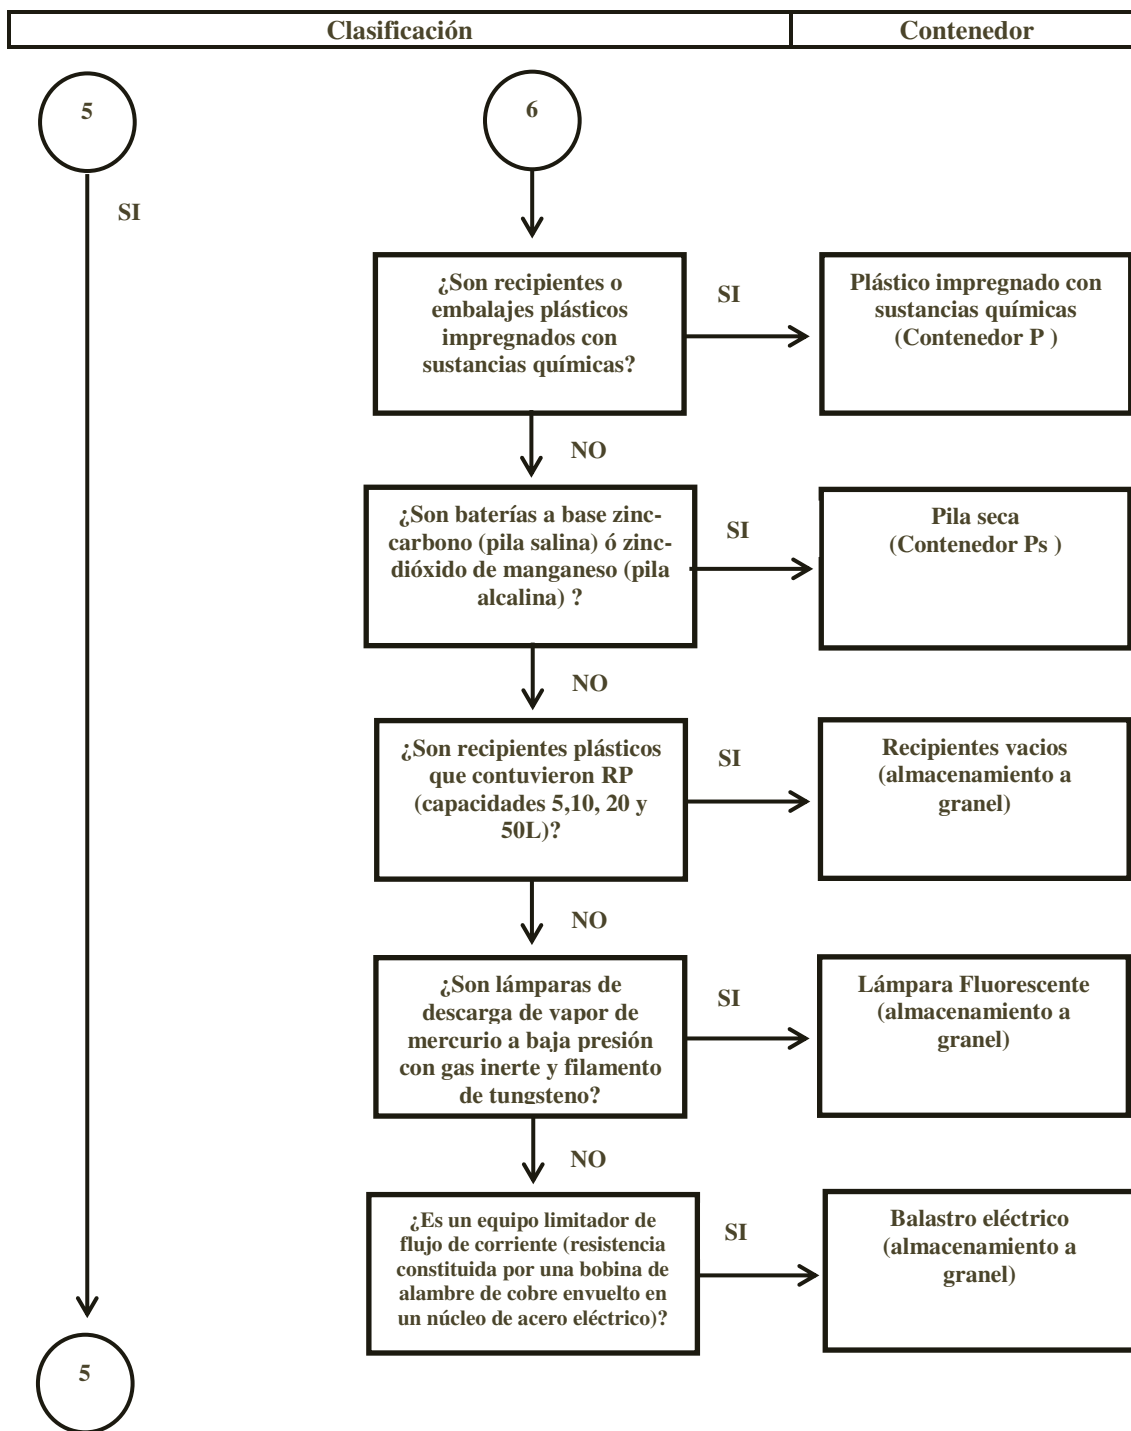 Clasificación
Contenedor
5
6
SI
¿Son recipientes o
embalajes plásticos
impregnados con
sustancias químicas?
SI
Plástico impregnado con
sustancias químicas
(Contenedor P )
NO
¿Son baterías a base zinc-
carbono (pila salina) ó zinc-
dióxido de manganeso (pila
alcalina) ?
SI
Pila seca
(Contenedor Ps )
NO
¿Son recipientes plásticos
que contuvieron RP
(capacidades 5,10, 20 y
50L)?
SI
Recipientes vacios
(almacenamiento a
granel)
NO
¿Son lámparas de
descarga de vapor de
mercurio a baja presión
con gas inerte y filamento
de tungsteno?
SI
Lámpara Fluorescente
(almacenamiento a
granel)
NO
¿Es un equipo limitador de
flujo de corriente (resistencia
constituida por una bobina de
alambre de cobre envuelto en
un núcleo de acero eléctrico)?
SI
Balastro eléctrico
(almacenamiento a
granel)
5